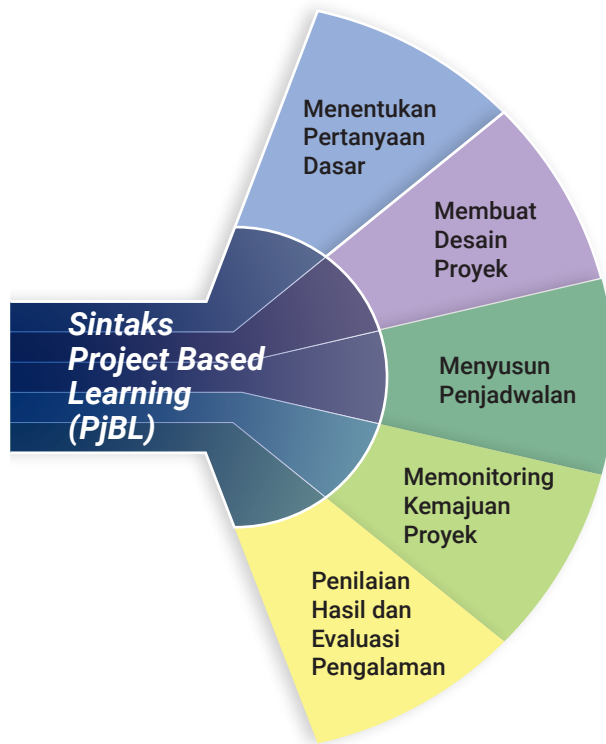 Sintaks
Project Based
Learning
(PjBL)
Menentukan
Pertanyaan
Dasar
Membuat
Desain
Proyek
Menyusun
Penjadwalan
Memonitoring
Kemajuan
Proyek
Penilaian
Hasil dan
Evaluasi
Pengalaman